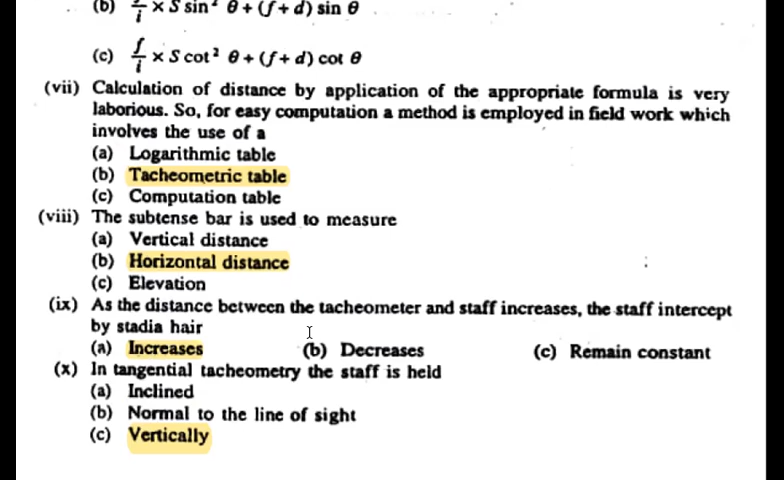 (b) f/i × S sin² θ + (f + d) sin θ
(c) f/i × S cot² θ + (f + d) cot θ
(vii) Calculation of distance by application of the appropriate formula is very
laborious. So, for easy computation a method is employed in field work which
involves the use of a
(a) Logarithmic table
(b) Tacheometric table
(c) Computation table
(viii) The subtense bar is used to measure
(a) Vertical distance
(b) Horizontal distance
(c) Elevation
(ix) As the distance between the tacheometer and staff increases, the staff intercept
by stadia hair
(a) Increases (b) Decreases (c) Remain constant
(x) In tangential tacheometry the staff is held
(a) Inclined
(b) Normal to the line of sight
(c) Vertically